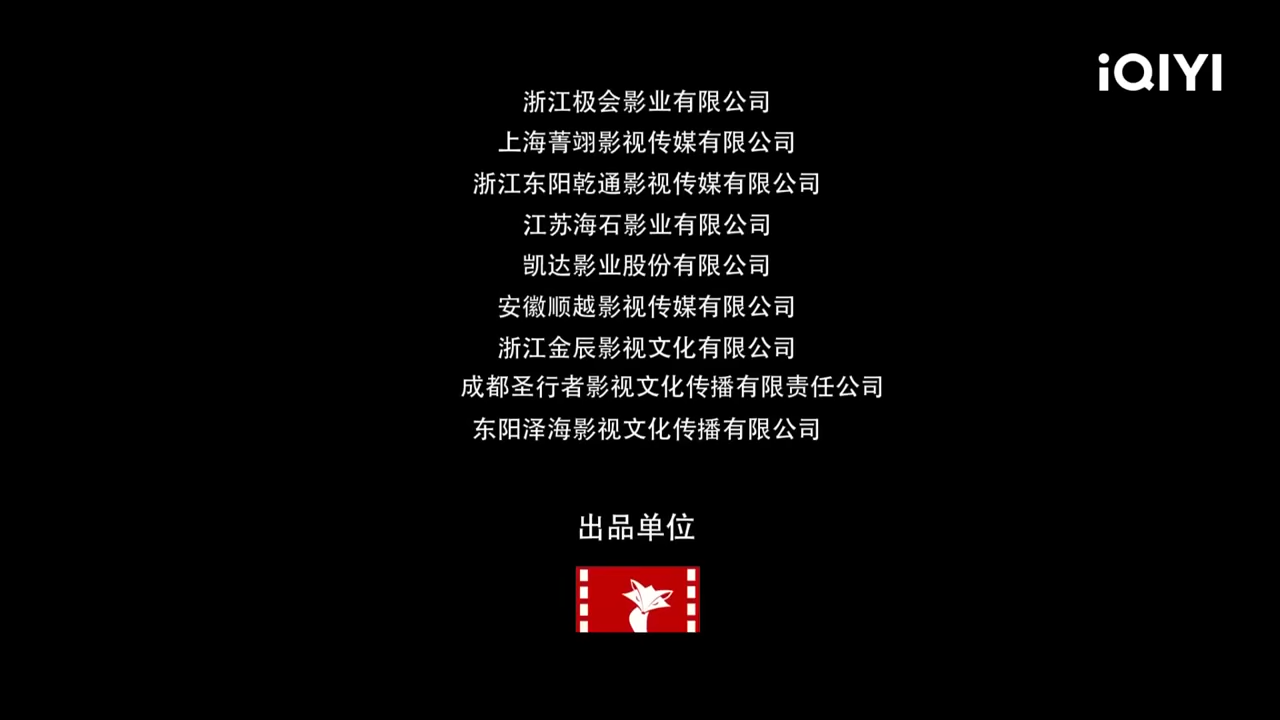 iQIYI
浙江极会影业有限公司
上海菁翊影视传媒有限公司
浙江东阳乾通影视传媒有限公司
江苏海石影业有限公司
凯达影业股份有限公司
安徽顺越影视传媒有限公司
浙江金辰影视文化有限公司
成都圣行者影视文化传播有限责任公司
东阳泽海影视文化传播有限公司
出品单位